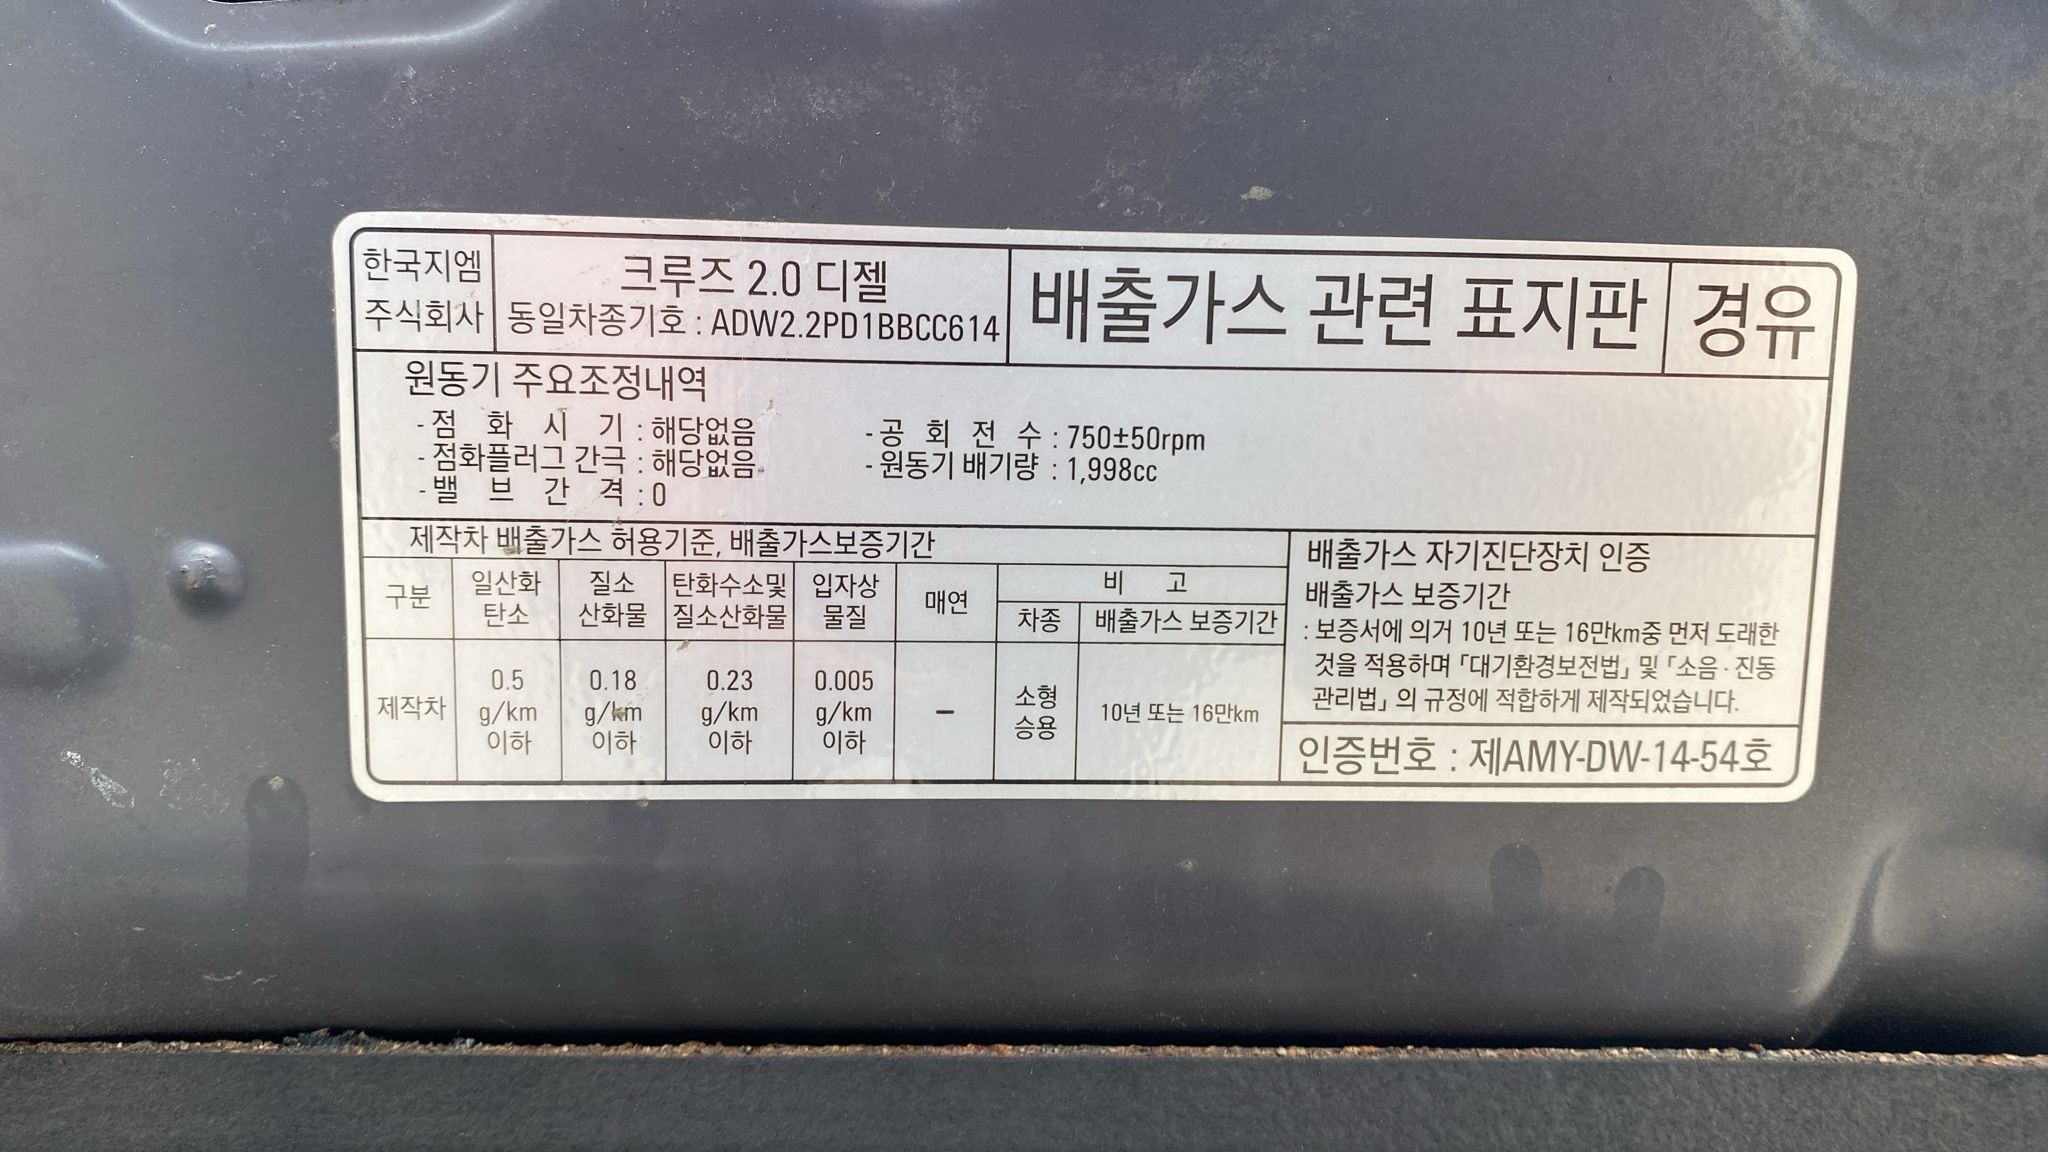 한국지엠
주식회사
크루즈 2.0 디젤
동일차종기호 : ADW2.2PD1BBCC614
배출가스 관련 표지판
경유
원동기 주요조정내역
- 점 화 시 기 : 해당없음
- 점화플러그 간극 : 해당없음
- 밸 브 간 격 : 0
- 공 회 전 수 : 750±50rpm
- 원동기 배기량 : 1,998cc
제작차 배출가스 허용기준, 배출가스보증기간
구분
일산화
탄소
질소
산화물
탄화수소및
질소산화물
입자상
물질
매연
비 고
차종
배출가스 보증기간
제작차
0.5
g/km
이하
0.18
g/km
이하
0.23
g/km
이하
0.005
g/km
이하
–
소형
승용
10년 또는 16만km
배출가스 자기진단장치 인증
배출가스 보증기간
: 보증서에 의거 10년 또는 16만km중 먼저 도래한
것을 적용하며 「대기환경보전법」 및 「소음·진동
관리법」 의 규정에 적합하게 제작되었습니다.
인증번호 : 제AMY-DW-14-54호